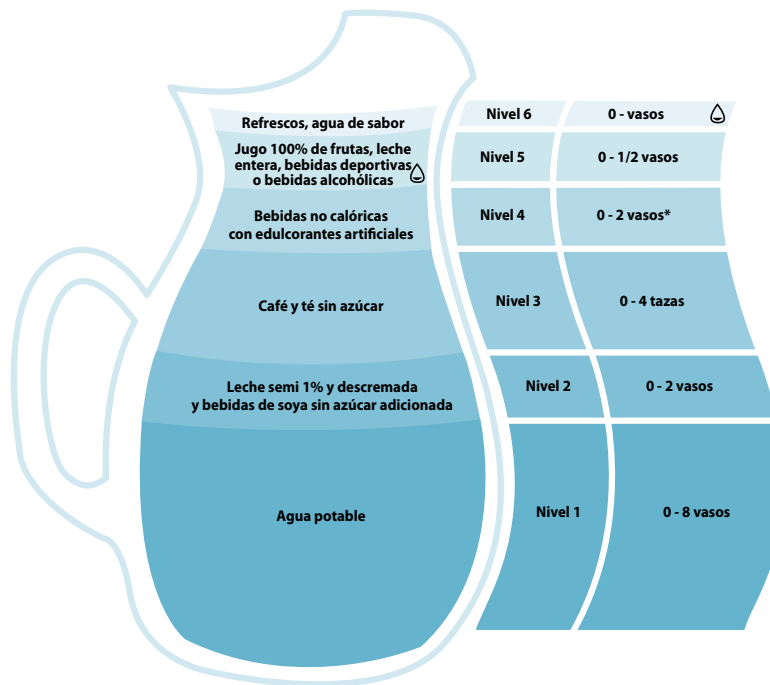 Refrescos, agua de sabor
Nivel 6
0 - vasos
Jugo 100% de frutas, leche
entera, bebidas deportivas
o bebidas alcohólicas
Nivel 5
0 - 1/2 vasos
Bebidas no calóricas
con edulcorantes artificiales
Nivel 4
0 - 2 vasos*
Café y té sin azúcar
Nivel 3
0 - 4 tazas
Leche semi 1% y descremada
y bebidas de soya sin azúcar adicionada
Nivel 2
0 - 2 vasos
Agua potable
Nivel 1
0 - 8 vasos